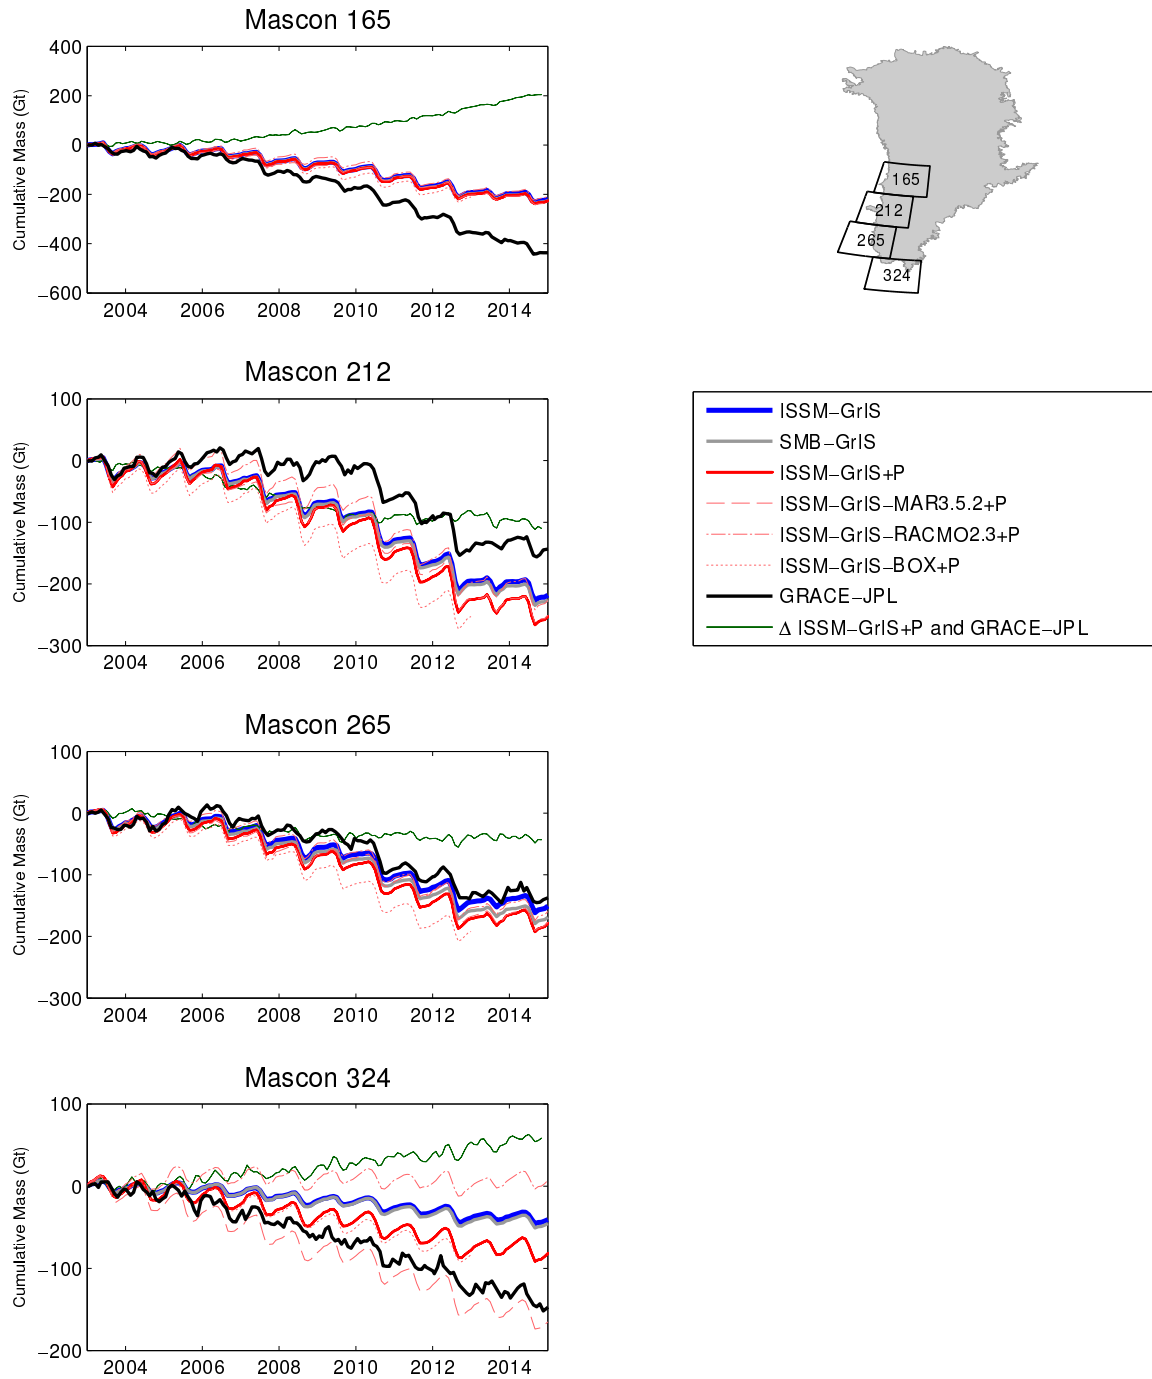 Mascon 165
Cumulative Mass (Gt)
400
200
0
−200
−400
−600
2004 2006 2008 2010 2012 2014
165
212
265
324
Mascon 212
Cumulative Mass (Gt)
100
0
−100
−200
−300
2004 2006 2008 2010 2012 2014
ISSM−GrIS
SMB−GrIS
ISSM−GrIS+P
ISSM−GrIS−MAR3.5.2+P
ISSM−GrIS−RACMO2.3+P
ISSM−GrIS−BOX+P
GRACE−JPL
Δ ISSM−GrIS+P and GRACE−JPL
Mascon 265
Cumulative Mass (Gt)
100
0
−100
−200
−300
2004 2006 2008 2010 2012 2014
Mascon 324
Cumulative Mass (Gt)
100
0
−100
−200
2004 2006 2008 2010 2012 2014